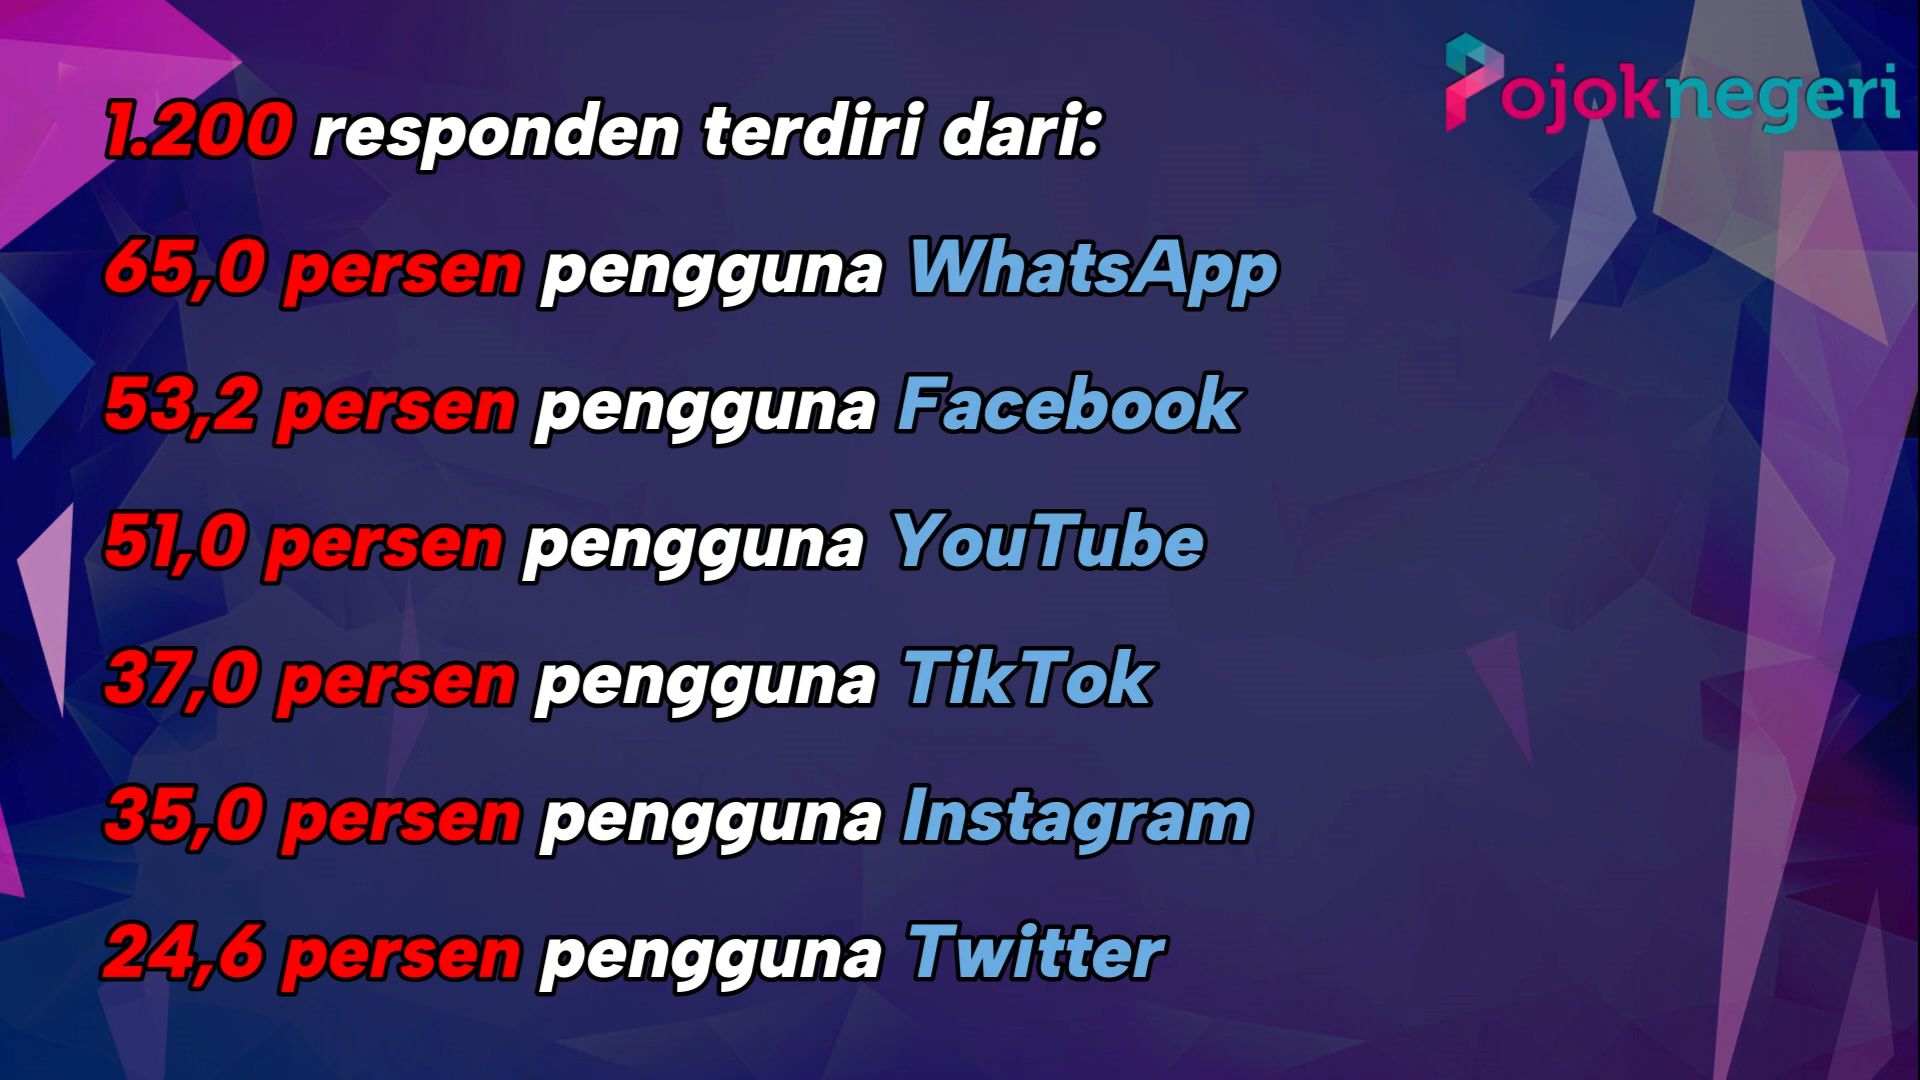 Pojoknegeri
1.200 responden terdiri dari:
65,0 persen pengguna WhatsApp
53,2 persen pengguna Facebook
51,0 persen pengguna YouTube
37,0 persen pengguna TikTok
35,0 persen pengguna Instagram
24,6 persen pengguna Twitter